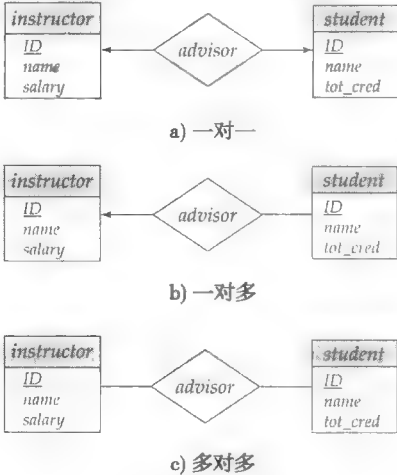 instructor student
ID advisor ID
name name
salary tot_cred
a) 一对一
instructor student
ID advisor ID
name name
salary tot_cred
b) 一对多
instructor student
ID advisor ID
name name
salary tot_cred
c) 多对多